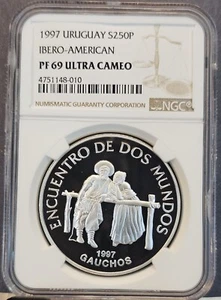 1997 URUGUAY S250P
IBERO-AMERICAN
PF 69 ULTRA CAMEO
4751148-010
NUMISMATIC GUARANTY CORPORATION
NGC
ENCUENTRO DE DOS MUNDOS
1997
GAUCHOS